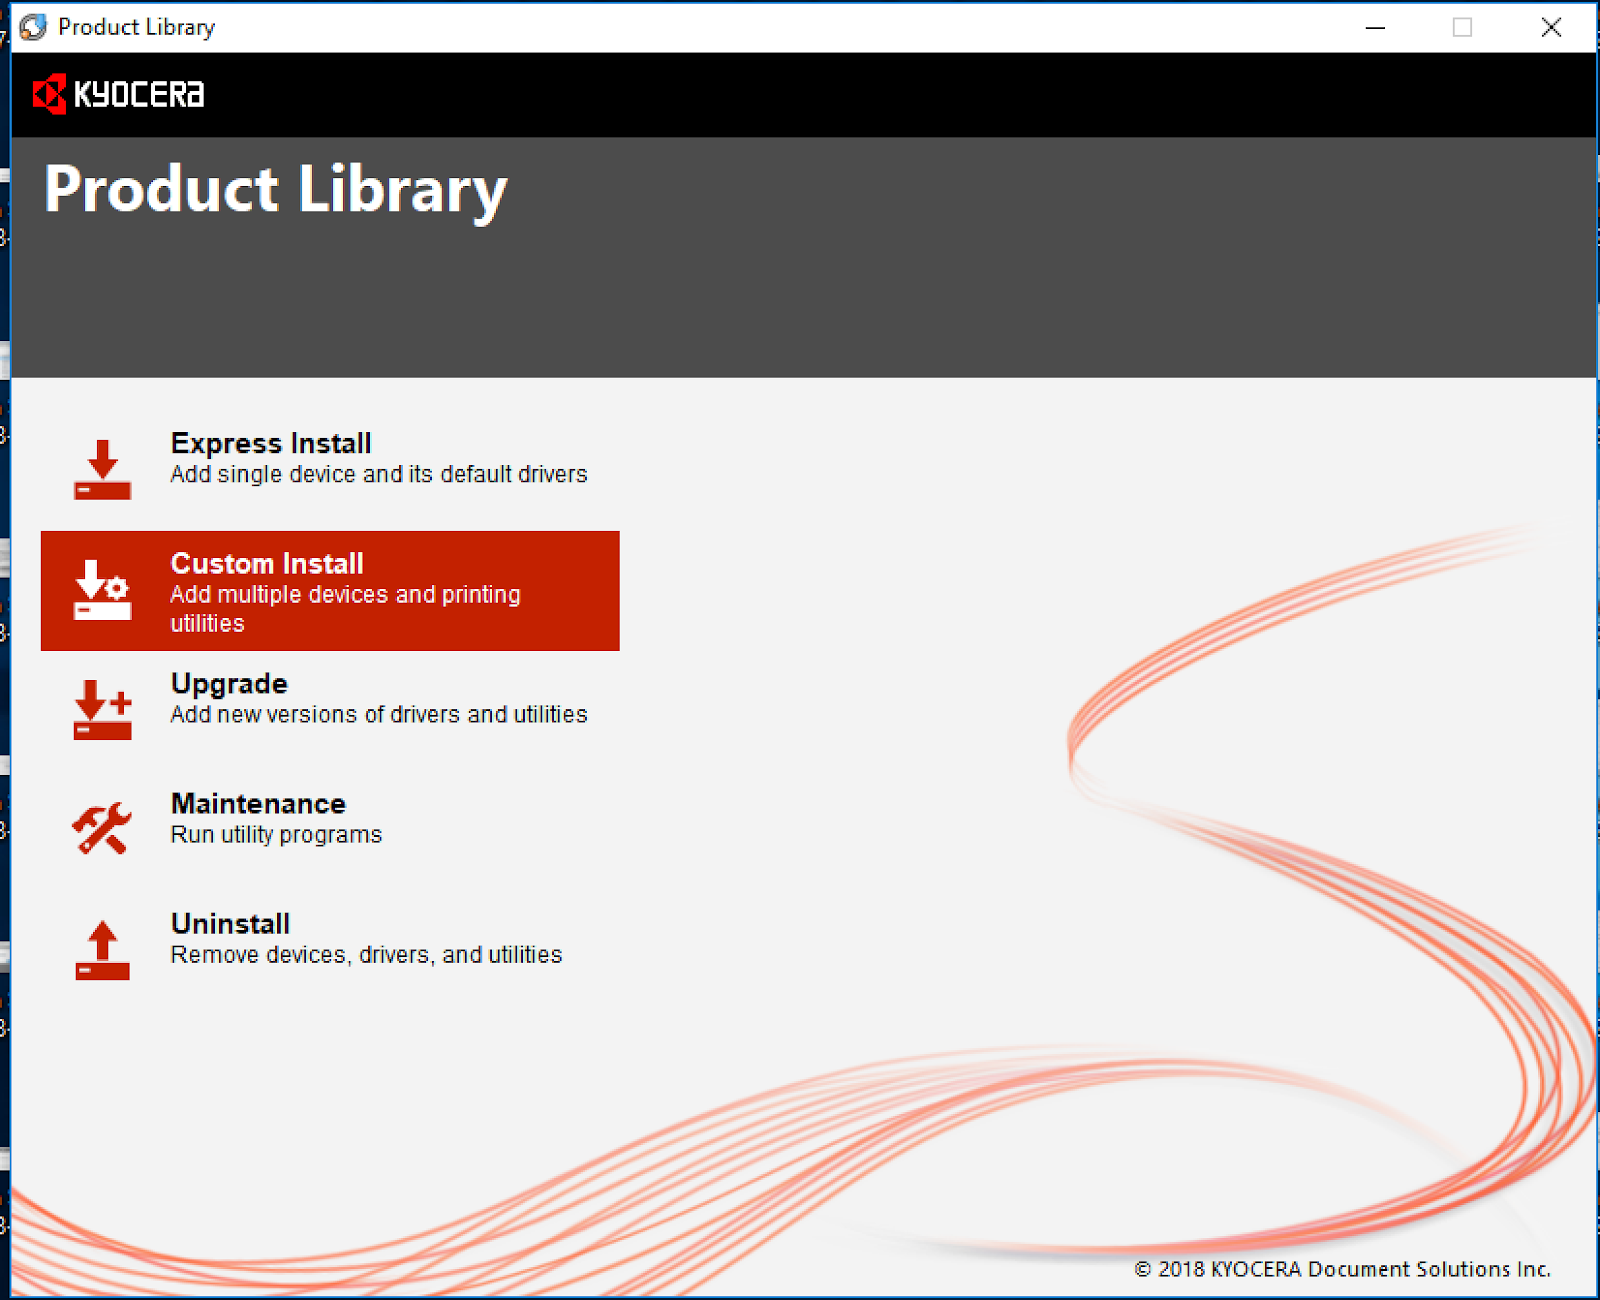 Product Library
KYOCERA
Product Library
Express Install
Add single device and its default drivers
Custom Install
Add multiple devices and printing
utilities
Upgrade
Add new versions of drivers and utilities
Maintenance
Run utility programs
Uninstall
Remove devices, drivers, and utilities
© 2018 KYOCERA Document Solutions Inc.